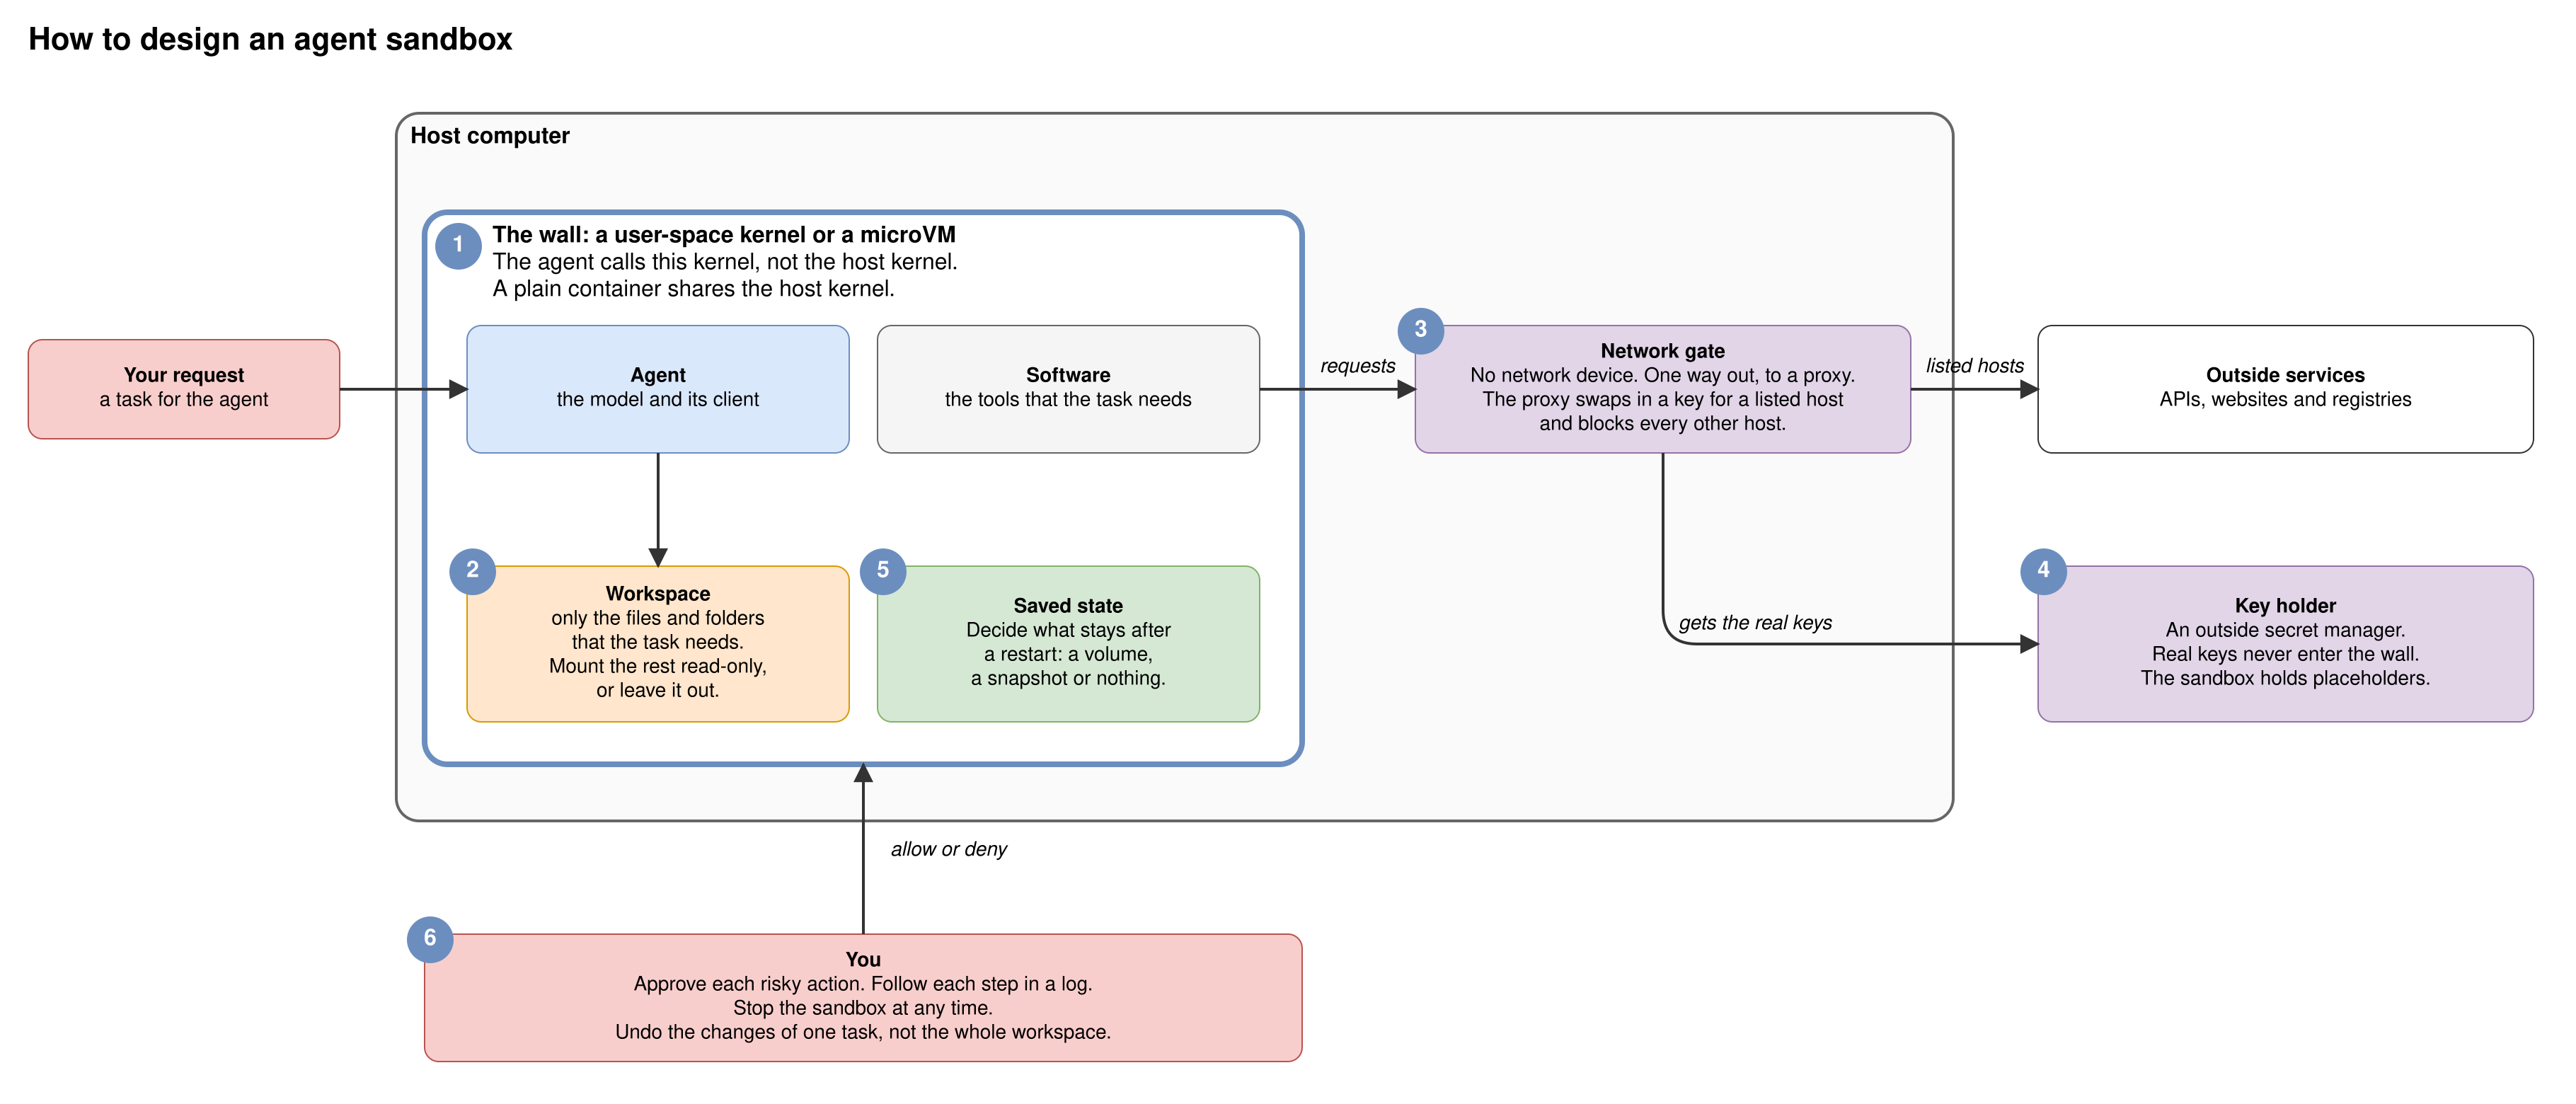 How to design an agent sandbox
Host computer
1
The wall: a user-space kernel or a microVM
The agent calls this kernel, not the host kernel.
A plain container shares the host kernel.
Your request
a task for the agent
Agent
the model and its client
Software
the tools that the task needs
requests
3
Network gate
No network device. One way out, to a proxy.
The proxy swaps in a key for a listed host
and blocks every other host.
listed hosts
Outside services
APIs, websites and registries
2
Workspace
only the files and folders
that the task needs.
Mount the rest read-only,
or leave it out.
5
Saved state
Decide what stays after
a restart: a volume,
a snapshot or nothing.
gets the real keys
4
Key holder
An outside secret manager.
Real keys never enter the wall.
The sandbox holds placeholders.
allow or deny
6
You
Approve each risky action. Follow each step in a log.
Stop the sandbox at any time.
Undo the changes of one task, not the whole workspace.